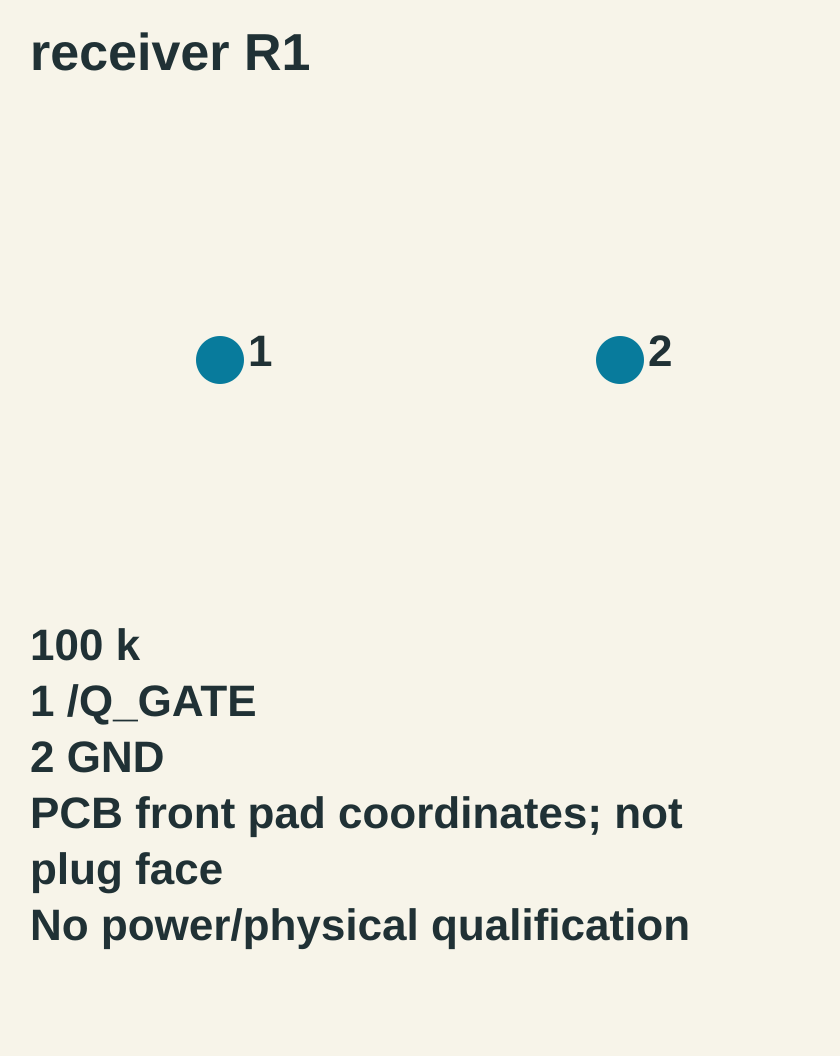 receiver R1
1
2
100 k
1 /Q_GATE
2 GND
PCB front pad coordinates; not
plug face
No power/physical qualification